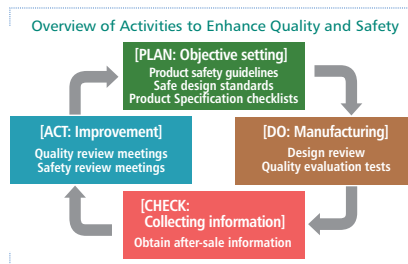 Overview of Activities to Enhance Quality and Safety
[PLAN: Objective setting]
Product safety guidelines
Safe design standards
Product Specification checklists
[ACT: Improvement]
Quality review meetings
Safety review meetings
[DO: Manufacturing]
Design review
Quality evaluation tests
[CHECK:
Collecting information]
Obtain after-sale information